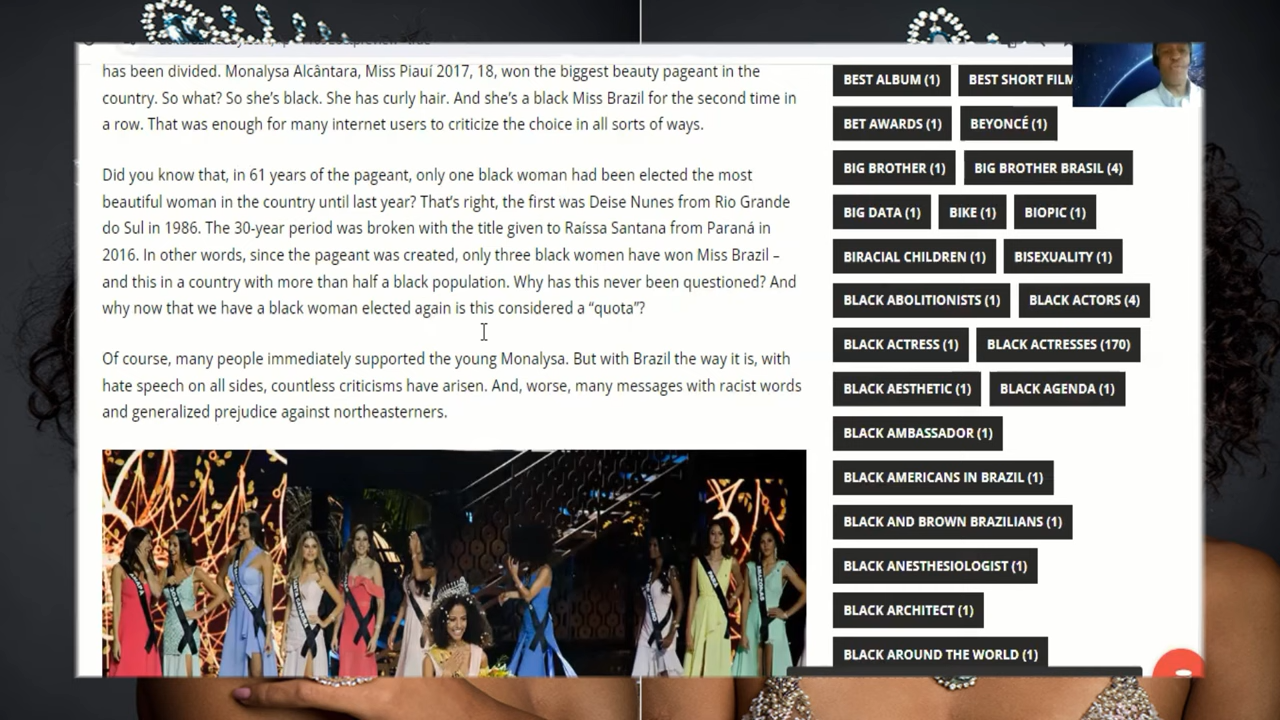 has been divided. Monalysa Alcântara, Miss Piauí 2017, 18, won the biggest beauty pageant in the
country. So what? So she's black. She has curly hair. And she's a black Miss Brazil for the second time in
a row. That was enough for many internet users to criticize the choice in all sorts of ways.
Did you know that, in 61 years of the pageant, only one black woman had been elected the most
beautiful woman in the country until last year? That's right, the first was Deise Nunes from Rio Grande
do Sul in 1986. The 30-year period was broken with the title given to Raíssa Santana from Paraná in
2016. In other words, since the pageant was created, only three black women have won Miss Brazil –
and this in a country with more than half a black population. Why has this never been questioned? And
why now that we have a black woman elected again is this considered a “quota”?
Of course, many people immediately supported the young Monalysa. But with Brazil the way it is, with
hate speech on all sides, countless criticisms have arisen. And, worse, many messages with racist words
and generalized prejudice against northeasterners.
BEST ALBUM (1) BEST SHORT FILM
BET AWARDS (1) BEYONCÉ (1)
BIG BROTHER (1) BIG BROTHER BRASIL (4)
BIG DATA (1) BIKE (1) BIOPIC (1)
BIRACIAL CHILDREN (1) BISEXUALITY (1)
BLACK ABOLITIONISTS (1) BLACK ACTORS (4)
BLACK ACTRESS (1) BLACK ACTRESSES (170)
BLACK AESTHETIC (1) BLACK AGENDA (1)
BLACK AMBASSADOR (1)
BLACK AMERICANS IN BRAZIL (1)
BLACK AND BROWN BRAZILIANS (1)
BLACK ANESTHESIOLOGIST (1)
BLACK ARCHITECT (1)
BLACK AROUND THE WORLD (1)